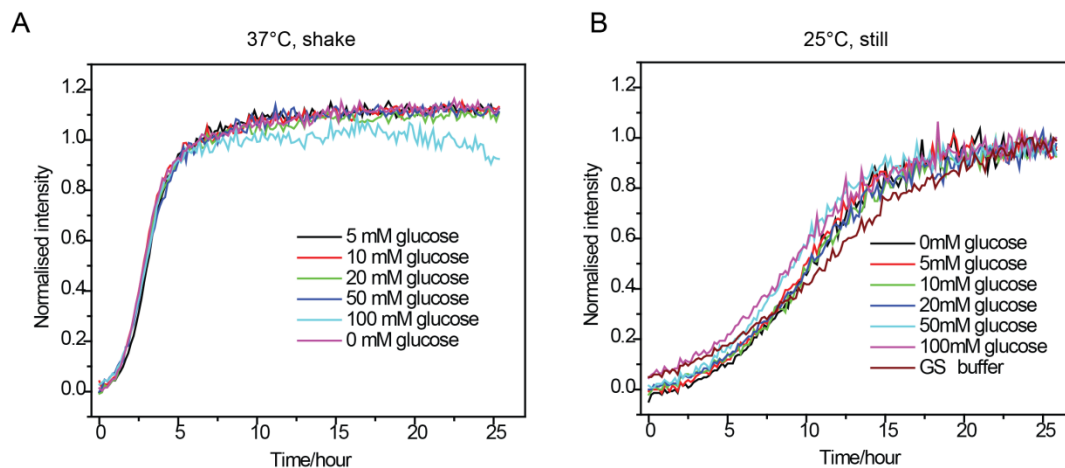 A
37°C, shake
Normalised intensity
1.2
1.0
0.8
0.6
0.4
0.2
0.0
5 mM glucose
10 mM glucose
20 mM glucose
50 mM glucose
100 mM glucose
0 mM glucose
0 5 10 15 20 25
Time/hour
B
25°C, still
Normalised intensity
1.2
1.0
0.8
0.6
0.4
0.2
0.0
0mM glucose
5mM glucose
10mM glucose
20mM glucose
50mM glucose
100mM glucose
GS buffer
0 5 10 15 20 25
Time/hour